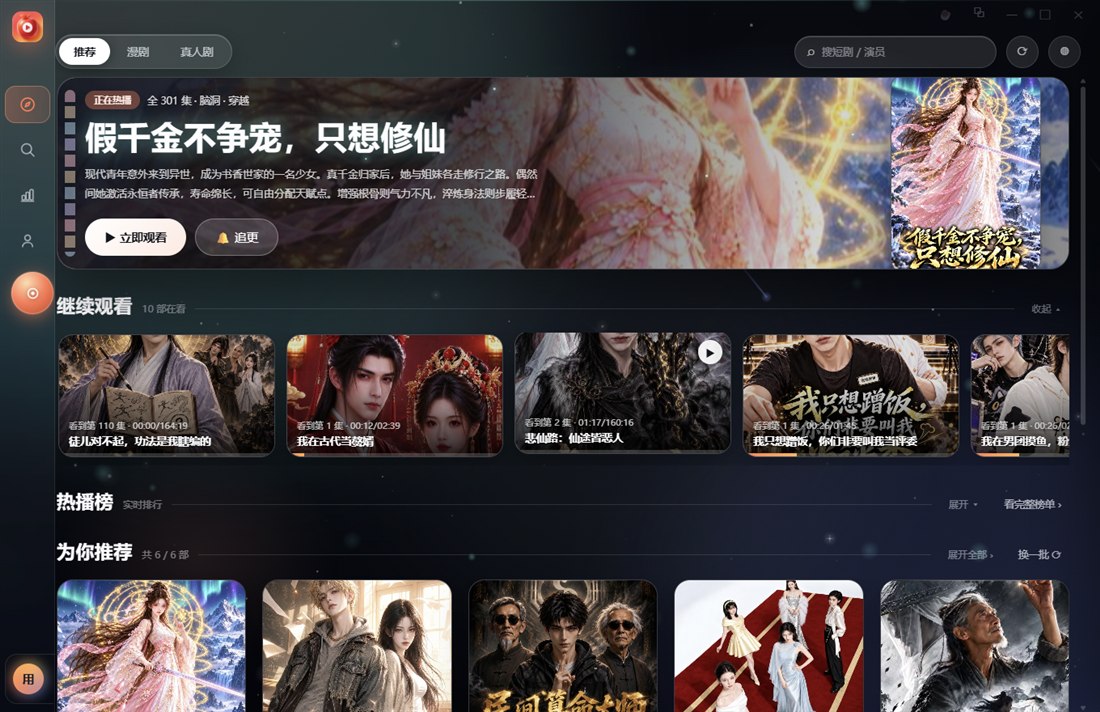 推荐
漫剧
真人剧
搜短剧 / 演员
正在热播 全 301 集 · 脑洞 · 穿越
假千金不争宠，只想修仙
现代青年意外来到异世，成为书香世家的一名少女。真千金归家后，她与姐妹各走修行之路。偶然
间她激活永恒者传承，寿命绵长，可自由分配天赋点。增强根骨则气力不凡，淬炼身法则步履轻...
立即观看
追更
假千金不争宠，
只想修仙
继续观看 10 部在看
收起
看到第 110 集 · 00:00/164:19
徒儿对不起，功法是我瞎编的
看到第 1 集 · 00:12/02:39
我在古代当赘婿
看到第 2 集 · 01:17/160:16
悲仙路：仙途皆恶人
我只想蹭饭，
看到第 1 集 · 00:26/01:45
我只想蹭饭，你们非要叫我当评委
看到第 1 集 · 00:26/02
我在男团摸鱼，粉
热播榜 实时排行
展开
看完整榜单 ›
为你推荐 共 6 / 6 部
展开全部 ›
换一批
民间算命大师
用